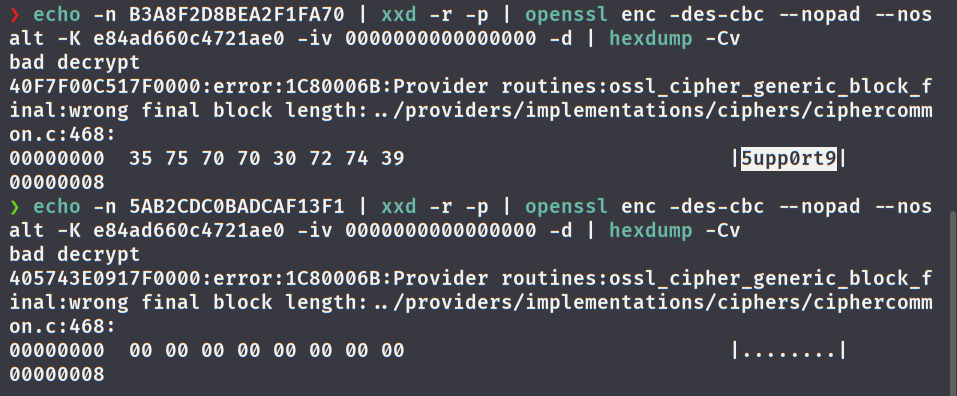 ❯ echo -n B3A8F2D8BEA2F1FA70 | xxd -r -p | openssl enc -des-cbc --nopad --nos
alt -K e84ad660c4721ae0 -iv 0000000000000000 -d | hexdump -Cv
bad decrypt
40F7F00C517F0000:error:1C80006B:Provider routines:ossl_cipher_generic_block_f
inal:wrong final block length:../providers/implementations/ciphers/ciphercomm
on.c:468:
00000000  35 75 70 70 30 72 74 39                           |5upp0rt9|
00000008
❯ echo -n 5AB2CDC0BADCAF13F1 | xxd -r -p | openssl enc -des-cbc --nopad --nos
alt -K e84ad660c4721ae0 -iv 0000000000000000 -d | hexdump -Cv
bad decrypt
405743E0917F0000:error:1C80006B:Provider routines:ossl_cipher_generic_block_f
inal:wrong final block length:../providers/implementations/ciphers/ciphercomm
on.c:468:
00000000  00 00 00 00 00 00 00 00                           |........|
00000008